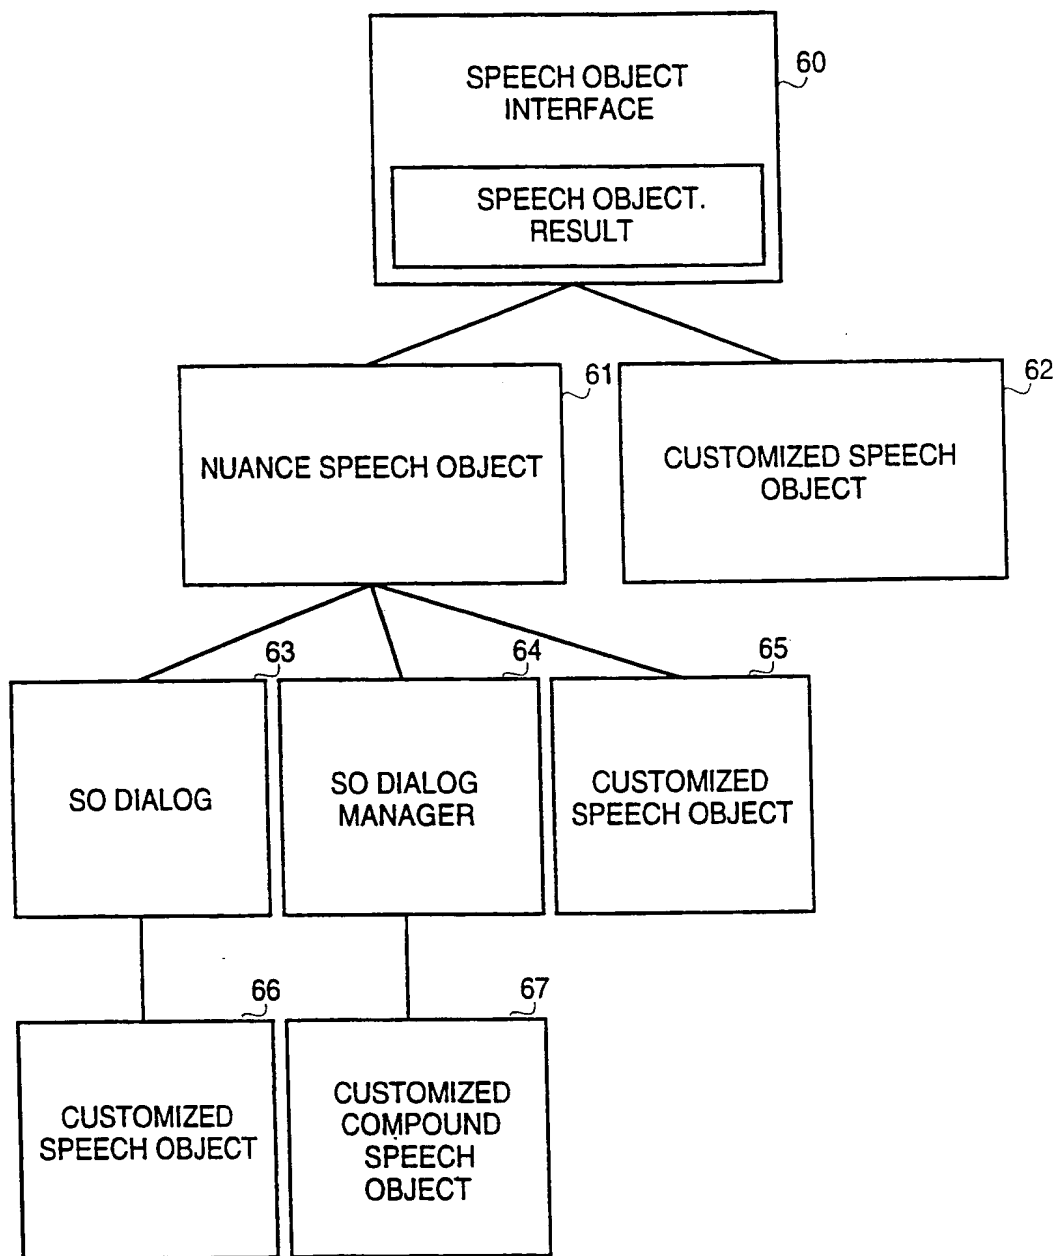 60
SPEECH OBJECT
INTERFACE
SPEECH OBJECT.
RESULT
61
NUANCE SPEECH OBJECT
62
CUSTOMIZED SPEECH
OBJECT
63
SO DIALOG
64
SO DIALOG
MANAGER
65
CUSTOMIZED
SPEECH OBJECT
66
CUSTOMIZED
SPEECH OBJECT
67
CUSTOMIZED
COMPOUND
SPEECH
OBJECT